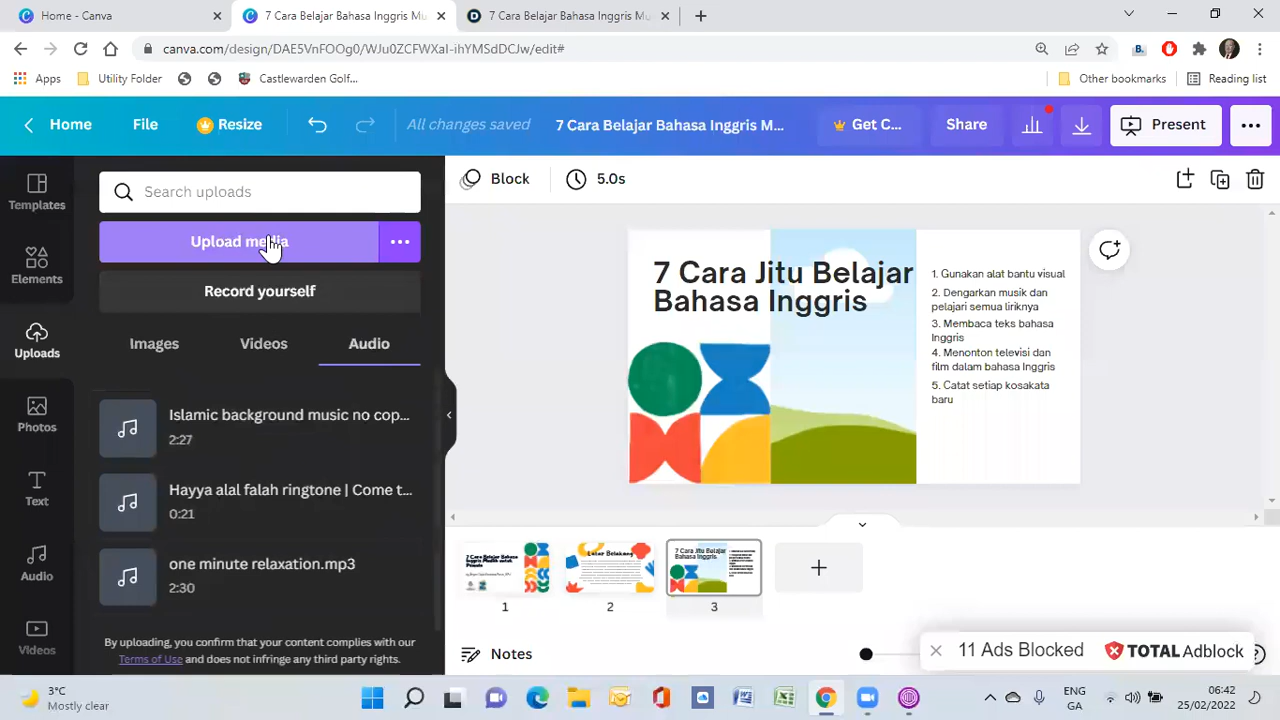 Home - Canva
7 Cara Belajar Bahasa Inggris Mu
7 Cara Belajar Bahasa Inggris Mu
canva.com/design/DAE5VnFOOg0/WJu0ZCFWXaI-ihYMSdDCJw/edit#
Apps
Utility Folder
Castlewarden Golf...
Other bookmarks
Reading list
Home
File
Resize
All changes saved
7 Cara Belajar Bahasa Inggris M...
Get C...
Share
Present
Templates
Elements
Uploads
Photos
Text
Audio
Videos
Search uploads
Upload media
Record yourself
Images
Videos
Audio
Islamic background music no cop...
2:27
Hayya alal falah ringtone | Come t...
0:21
one minute relaxation.mp3
2:30
By uploading, you confirm that your content complies with our
Terms of Use and does not infringe any third party rights.
Block
5.0s
7 Cara Jitu Belajar
Bahasa Inggris
1. Gunakan alat bantu visual
2. Dengarkan musik dan
pelajari semua liriknya
3. Membaca teks bahasa
Inggris
4. Menonton televisi dan
film dalam bahasa Inggris
5. Catat setiap kosakata
baru
7 Cara Jitu Belajar
Bahasa Inggris
1
2
3
Notes
11 Ads Blocked
TOTAL Adblock
3°C
Mostly clear
ENG
GA
06:42
25/02/2022